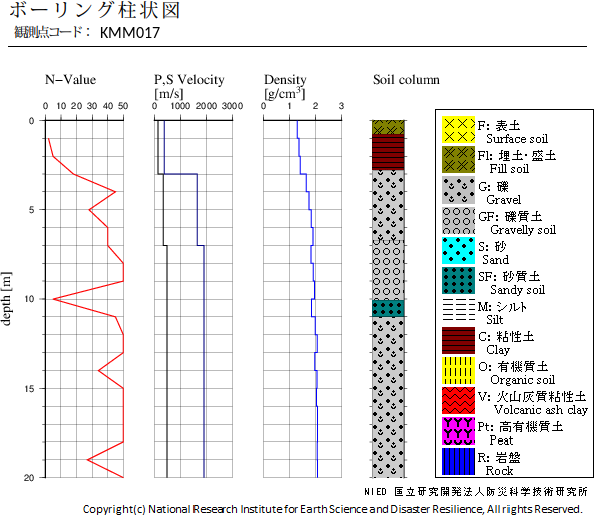 ボーリング柱状図
観測点コード： KMM017
N−Value
0 10 20 30 40 50
P,S Velocity
[m/s]
0 1000 2000 3000
Density
[g/cm3]
0 1 2 3
Soil column
depth [m]
0
5
10
15
20
F: 表土
Surface soil
Fl: 埋土・盛土
Fill soil
G: 礫
Gravel
GF: 礫質土
Gravelly soil
S: 砂
Sand
SF: 砂質土
Sandy soil
M: シルト
Silt
C: 粘性土
Clay
O: 有機質土
Organic soil
V: 火山灰質粘性土
Volcanic ash clay
Pt: 高有機質土
Peat
R: 岩盤
Rock
NIED 国立研究開発法人防災科学技術研究所
Copyright(c) National Research Institute for Earth Science and Disaster Resilience, All rights Reserved.